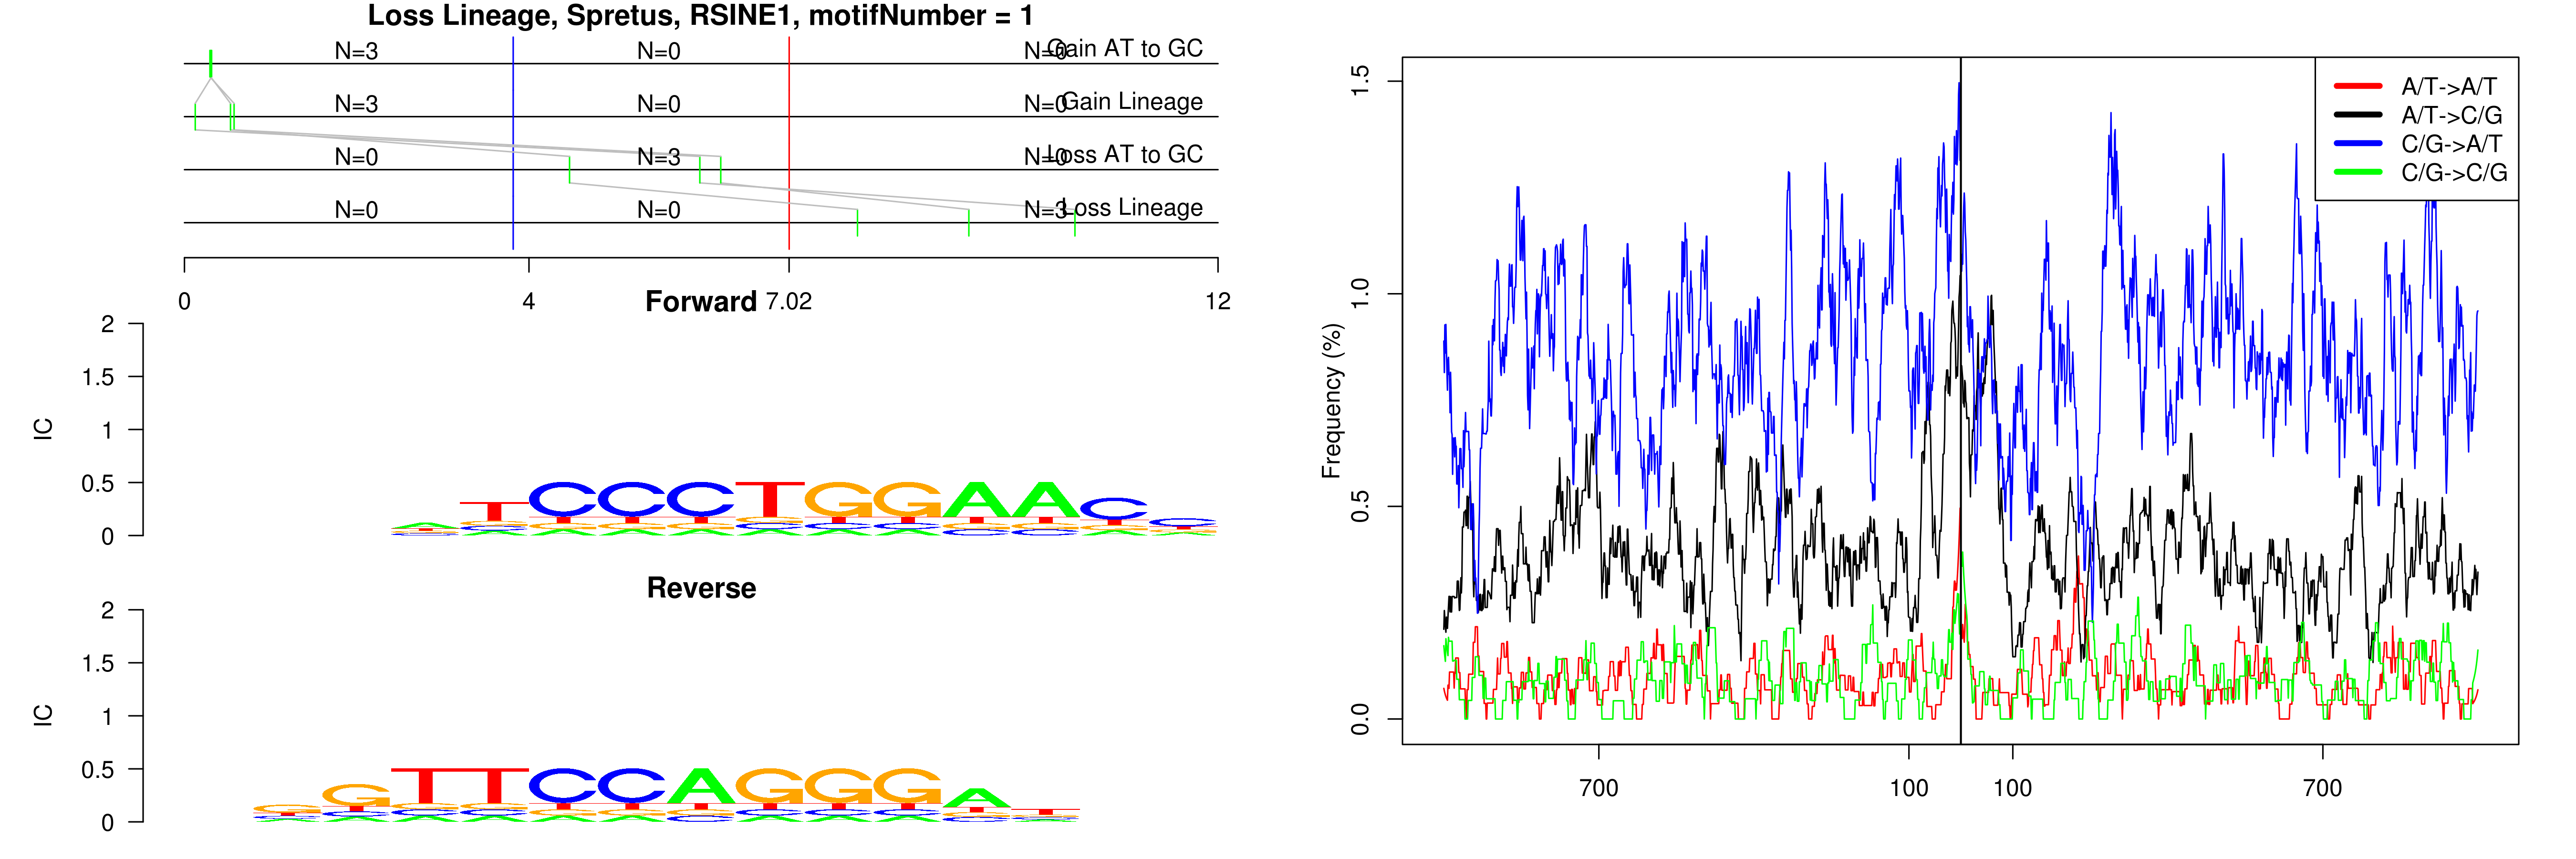 Loss Lineage, Spretus, RSINE1, motifNumber = 1
N=3 N=0 N=0 Gain AT to GC
N=3 N=0 N=0 Gain Lineage
N=0 N=3 N=0 Loss AT to GC
N=0 N=0 N=3 Loss Lineage
0 4 7.02 12
Forward
2
1.5
1
0.5
0
IC
A T C C C T G G A A C C
Reverse
2
1.5
1
0.5
0
IC
G G T T C C A G G G A T
1.5
1.0
0.5
0.0
Frequency (%)
A/T->A/T
A/T->C/G
C/G->A/T
C/G->C/G
700 100 100 700